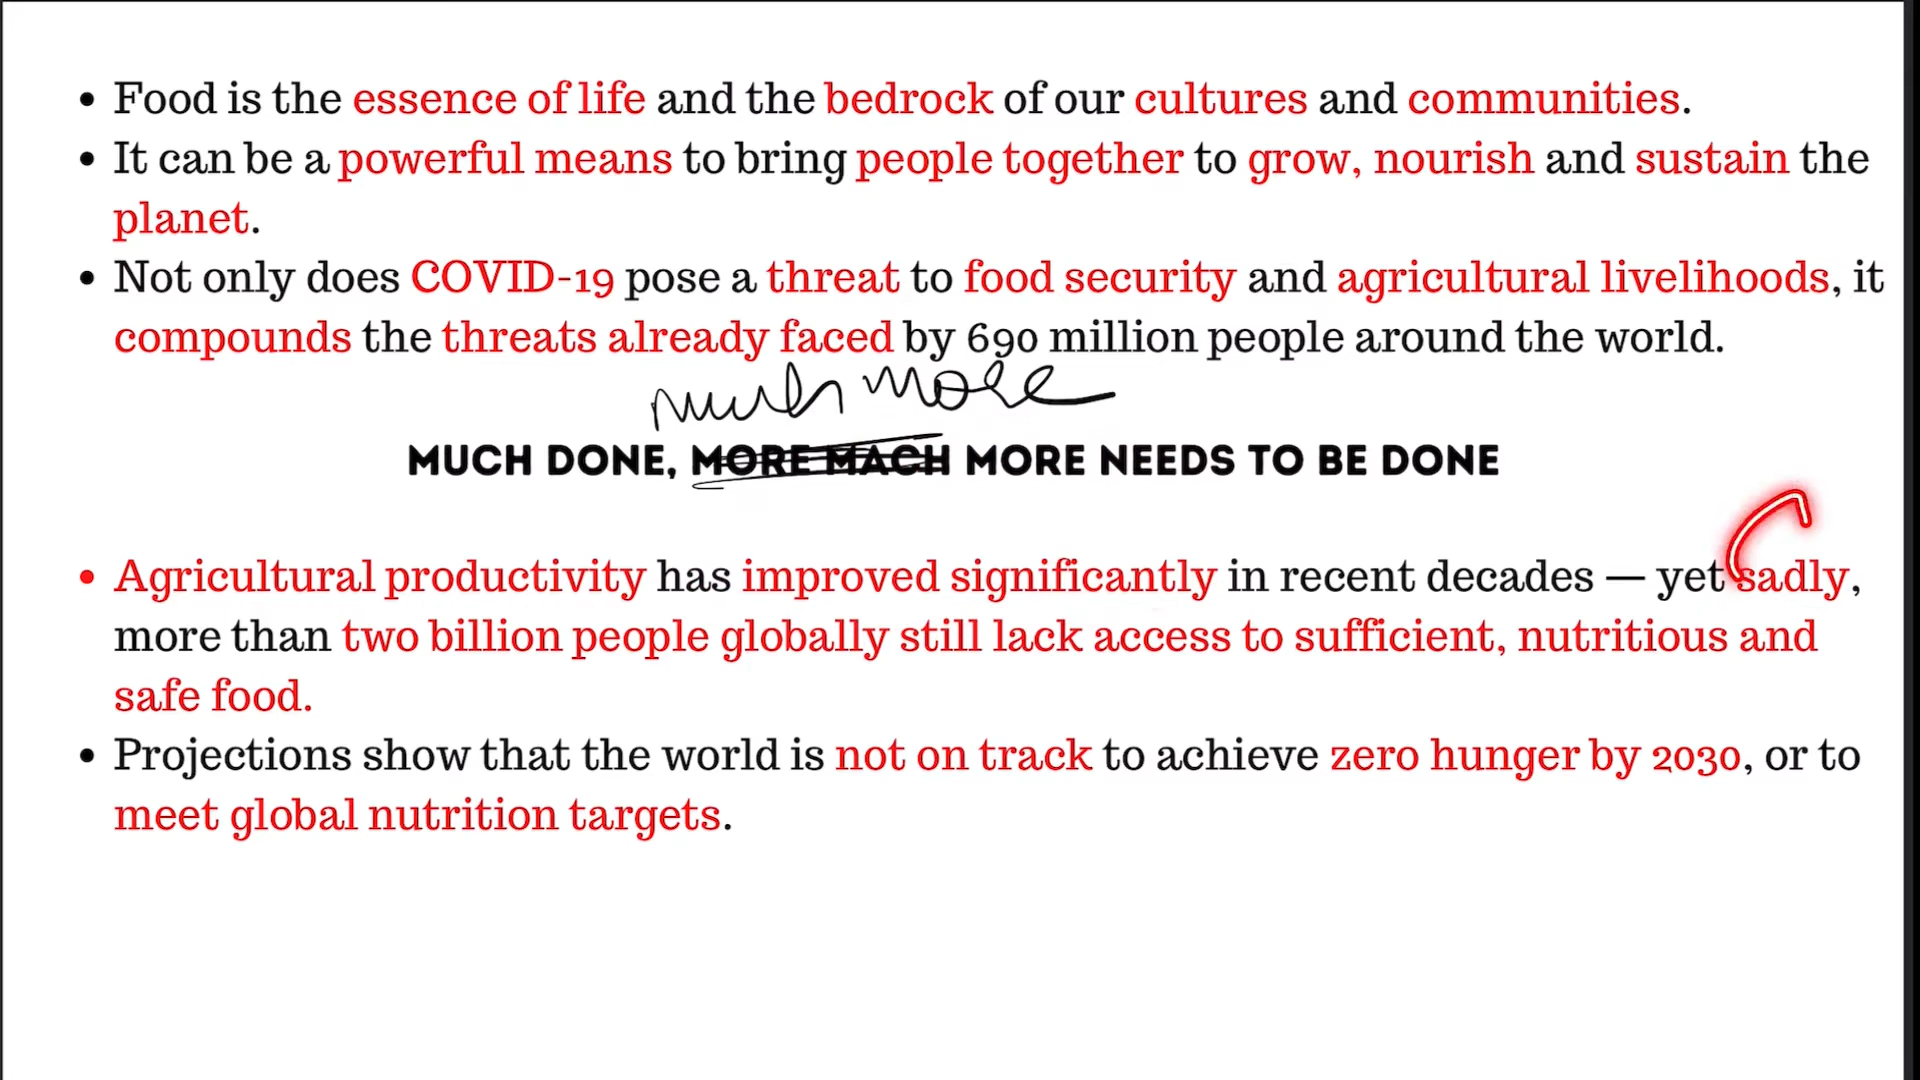 • Food is the essence of life and the bedrock of our cultures and communities.
• It can be a powerful means to bring people together to grow, nourish and sustain the
planet.
• Not only does COVID-19 pose a threat to food security and agricultural livelihoods, it
compounds the threats already faced by 690 million people around the world.
much more
MUCH DONE, MORE MACH MORE NEEDS TO BE DONE
• Agricultural productivity has improved significantly in recent decades — yet sadly,
more than two billion people globally still lack access to sufficient, nutritious and
safe food.
• Projections show that the world is not on track to achieve zero hunger by 2030, or to
meet global nutrition targets.